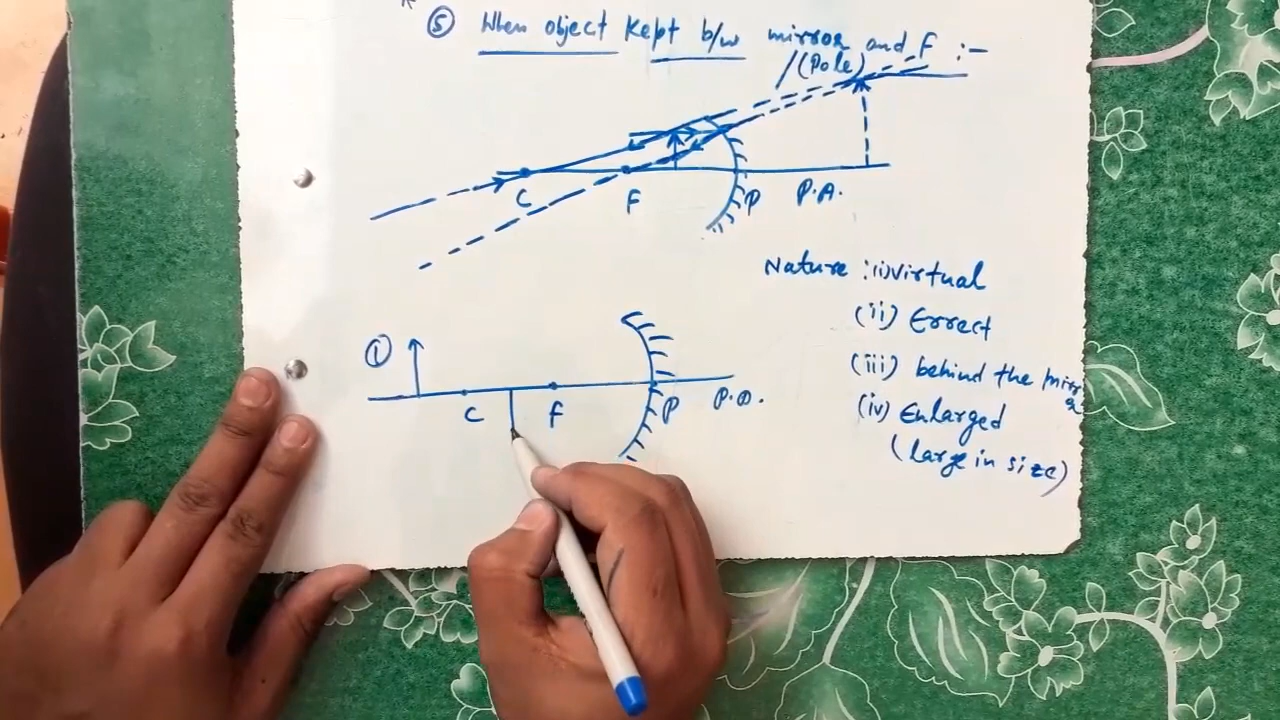 ⑤ When object kept b/w mirror and F :-
/(Pole)
C F P P.A.
Nature : (i) Virtual
(ii) Errect
(iii) behind the mirror
(iv) Enlarged
(large in size)
①
C F P P.A.